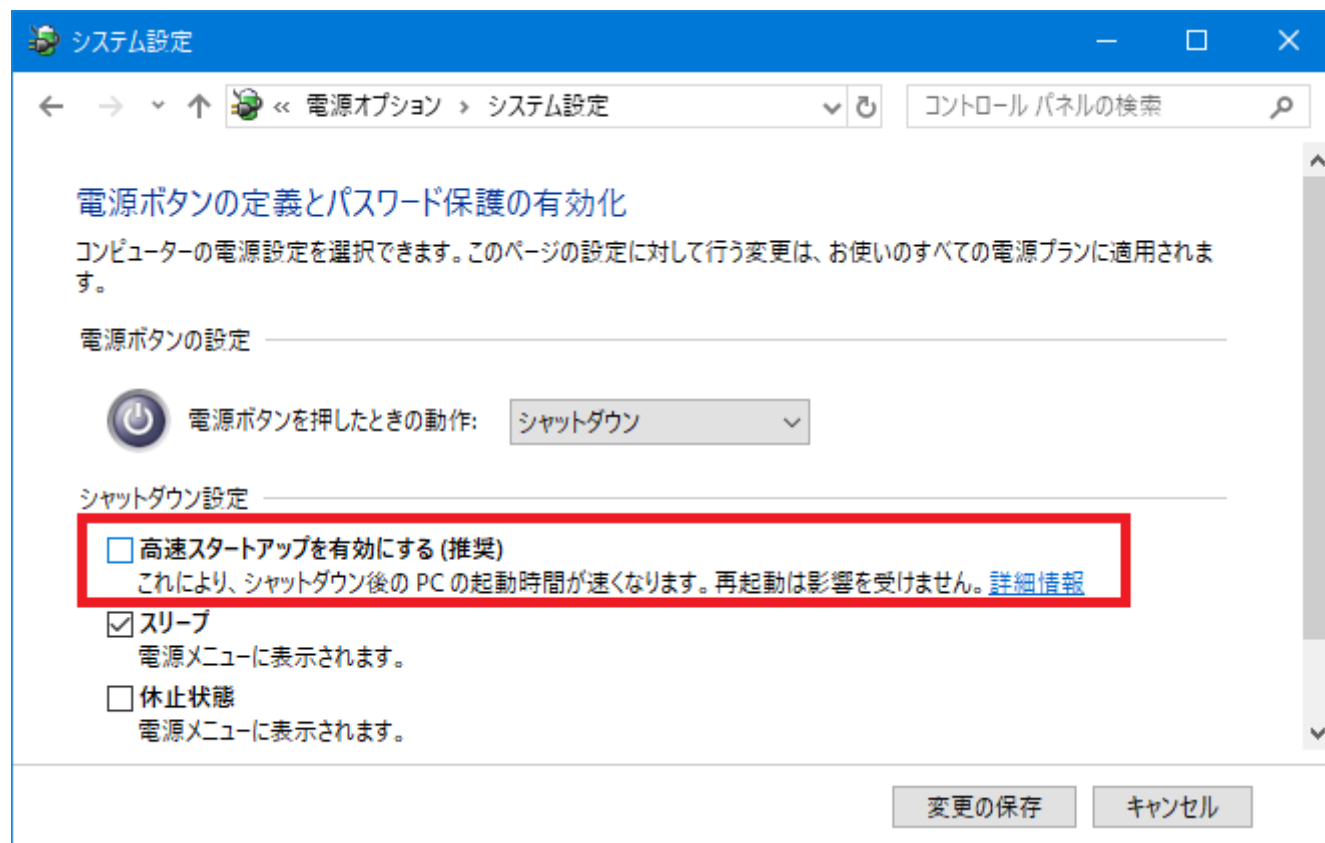 システム設定
« 電源オプション › システム設定
コントロール パネルの検索
電源ボタンの定義とパスワード保護の有効化
コンピューターの電源設定を選択できます。このページの設定に対して行う変更は、お使いのすべての電源プランに適用されま
す。
電源ボタンの設定
電源ボタンを押したときの動作:
シャットダウン
シャットダウン設定
高速スタートアップを有効にする (推奨)
これにより、シャットダウン後の PC の起動時間が速くなります。再起動は影響を受けません。詳細情報
スリープ
電源メニューに表示されます。
休止状態
電源メニューに表示されます。
変更の保存
キャンセル